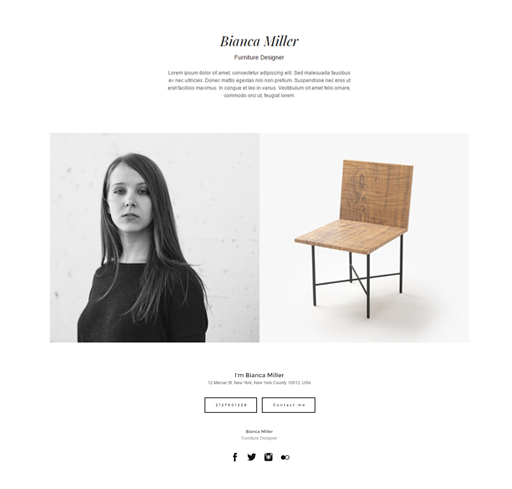 Bianca Miller
Furniture Designer
Lorem ipsum dolor sit amet, consectetur adipiscing elit. Sed malesuada faucibus
ex nec ultricies. Donec mattis egestas nisi non pretium. Suspendisse nec eros ut
erat facilisis maximus. In congue et leo in varius. Vestibulum sit amet felis ornare,
commodo orci ut, feugiat lorem.
I'm Bianca Miller
12 Mercer St, New York, New York County 10013, USA
2127601228 Contact me
Bianca Miller
Furniture Designer